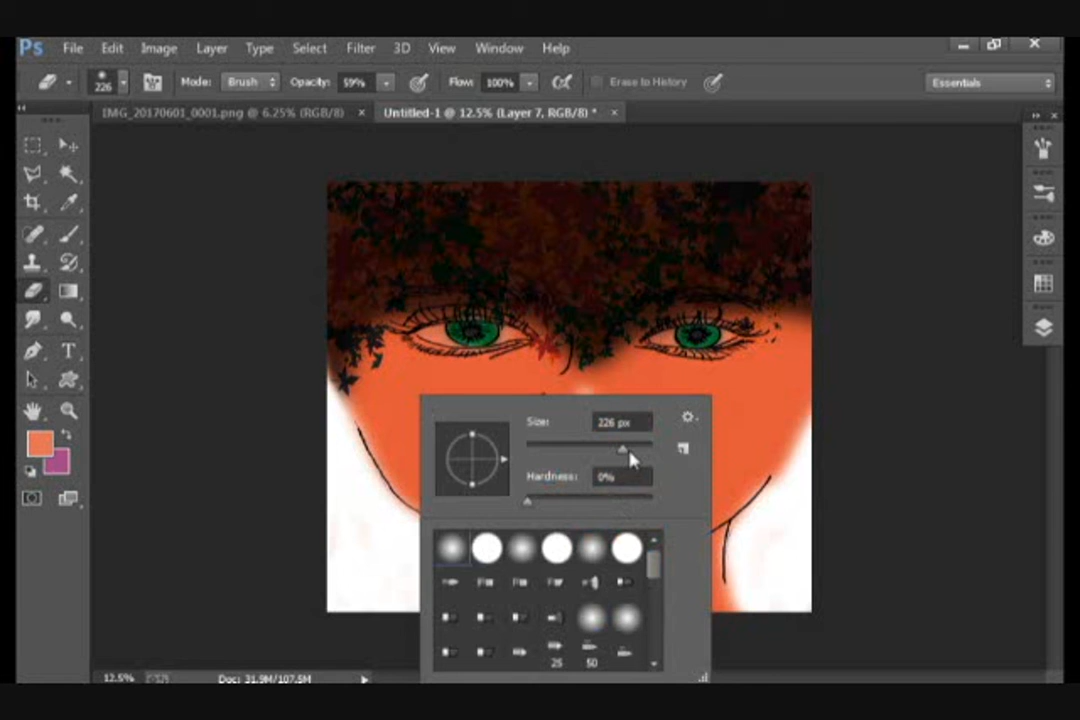 Ps File Edit Image Layer Type Select Filter 3D View Window Help
226 Mode: Brush Opacity: 59% Flow: 100% Erase to History Essentials
IMG_20170601_0001.png @ 6.25% (RGB/8) × Untitled-1 @ 12.5% (Layer 7, RGB/8) * ×
Size: 226 px
Hardness: 0%
25 50
12.5% Doc: 31.9M/107.5M